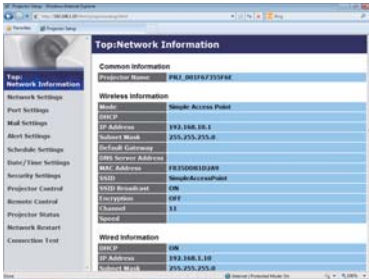 Top:Network Information
Top:
Network Information
Network Settings
Port Settings
Mail Settings
Alert Settings
Schedule Settings
Date/Time Settings
Security Settings
Projector Control
Remote Control
Projector Status
Network Restart
Connection Test
Common Information
Projector Name PRJ_001F67355F6E
Wireless Information
Mode Simple Access Point
DHCP
IP Address 192.168.10.1
Subnet Mask 255.255.255.0
Default Gateway
DNS Server Address
MAC Address
SSID SimpleAccessPoint
SSID Broadcast ON
Encryption OFF
Channel 11
Speed
Wired Information
DHCP ON
IP Address 192.168.1.10
Subnet Mask 255.255.255.0